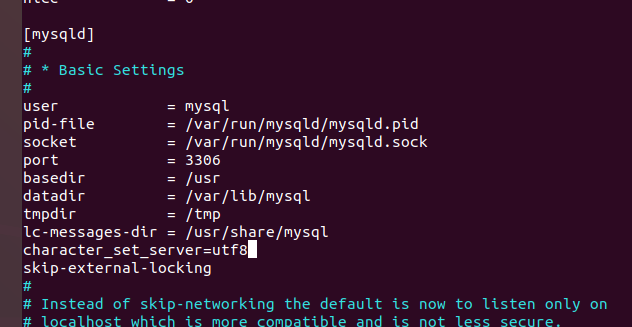 [mysqld]
#
# * Basic Settings
#
user            = mysql
pid-file        = /var/run/mysqld/mysqld.pid
socket          = /var/run/mysqld/mysqld.sock
port            = 3306
basedir         = /usr
datadir         = /var/lib/mysql
tmpdir          = /tmp
lc-messages-dir = /usr/share/mysql
character_set_server=utf8
skip-external-locking
#
# Instead of skip-networking the default is now to listen only on
# localhost which is more compatible and is not less secure.